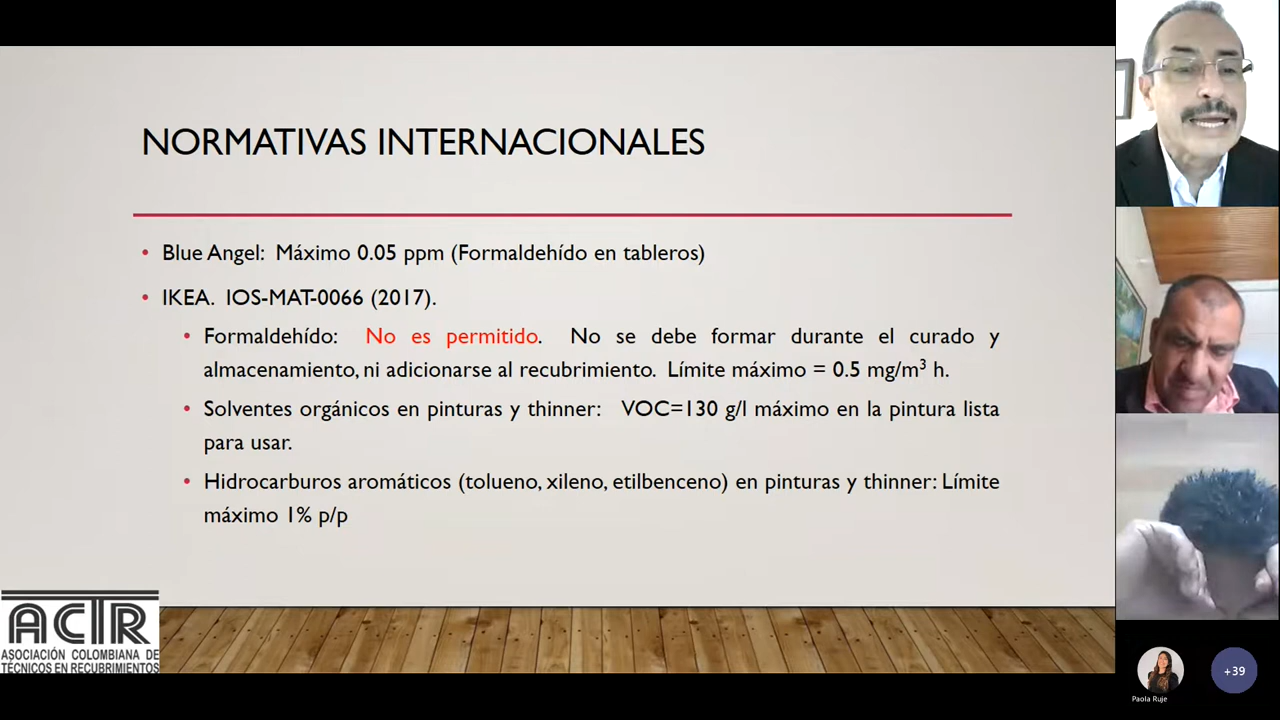 NORMATIVAS INTERNACIONALES
• Blue Angel: Máximo 0.05 ppm (Formaldehído en tableros)
• IKEA. IOS-MAT-0066 (2017).
• Formaldehído: No es permitido. No se debe formar durante el curado y
almacenamiento, ni adicionarse al recubrimiento. Límite máximo = 0.5 mg/m³ h.
• Solventes orgánicos en pinturas y thinner: VOC=130 g/l máximo en la pintura lista
para usar.
• Hidrocarburos aromáticos (tolueno, xileno, etilbenceno) en pinturas y thinner: Límite
máximo 1% p/p
ACTR
ASOCIACIÓN COLOMBIANA DE
TÉCNICOS EN RECUBRIMIENTOS
Paola Ruje
+39